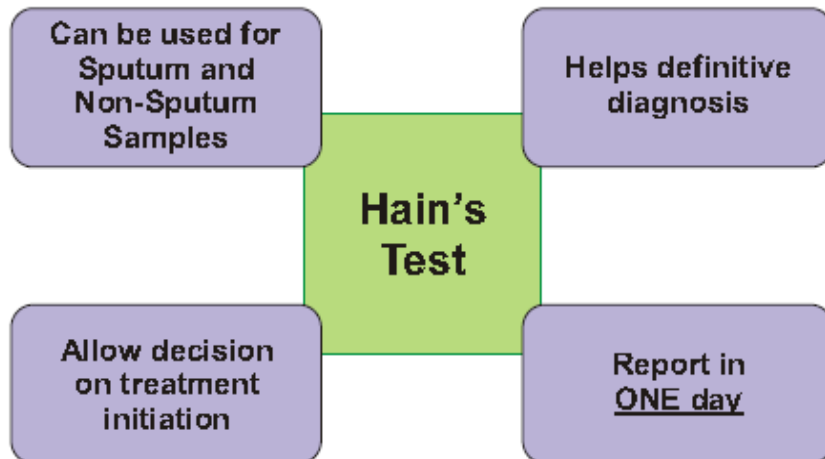 Can be used for
Sputum and
Non-Sputum
Samples
Helps definitive
diagnosis
Hain's
Test
Allow decision
on treatment
initiation
Report in
ONE day